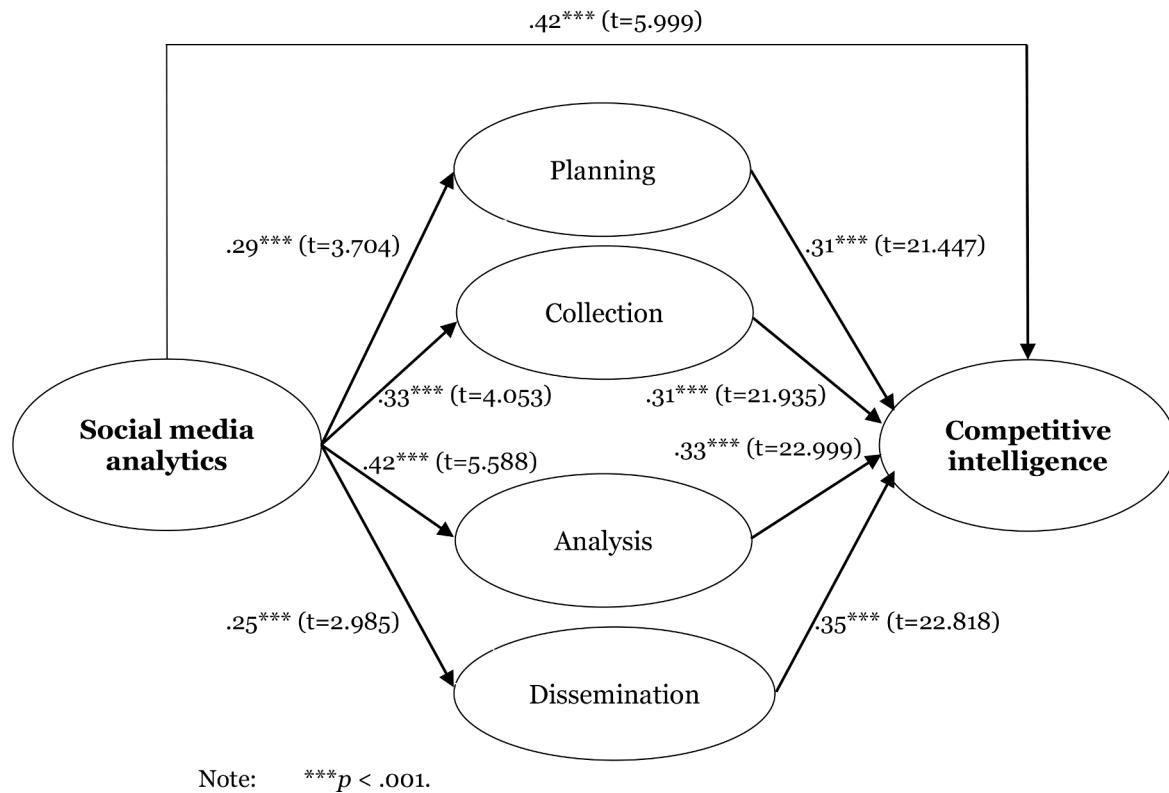 .42*** (t=5.999)
Planning
.29*** (t=3.704)
.31*** (t=21.447)
Collection
.33*** (t=4.053)
.31*** (t=21.935)
Social media
analytics
Competitive
intelligence
.42*** (t=5.588)
.33*** (t=22.999)
Analysis
.25*** (t=2.985)
.35*** (t=22.818)
Dissemination
Note: ***p < .001.